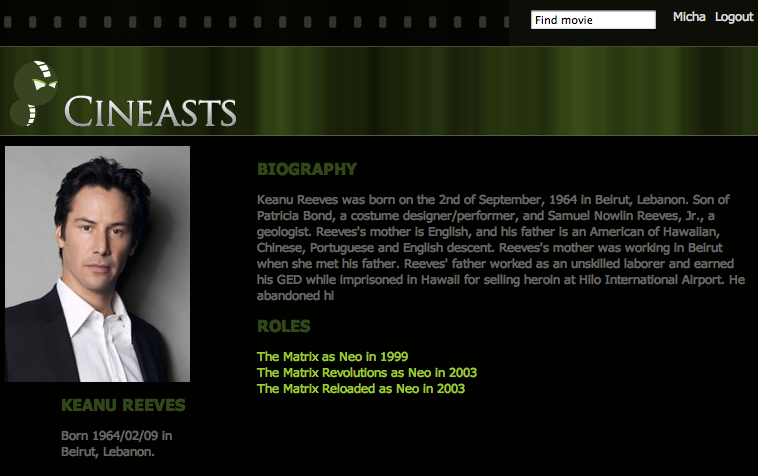 Find movie
Micha Logout
CINEASTS
BIOGRAPHY
Keanu Reeves was born on the 2nd of September, 1964 in Beirut, Lebanon. Son of
Patricia Bond, a costume designer/performer, and Samuel Nowlin Reeves, Jr., a
geologist. Reeves's mother is English, and his father is an American of Hawaiian,
Chinese, Portuguese and English descent. Reeves's mother was working in Beirut
when she met his father. Reeves' father worked as an unskilled laborer and earned
his GED while imprisoned in Hawaii for selling heroin at Hilo International Airport. He
abandoned hi
ROLES
The Matrix as Neo in 1999
The Matrix Revolutions as Neo in 2003
The Matrix Reloaded as Neo in 2003
KEANU REEVES
Born 1964/02/09 in
Beirut, Lebanon.